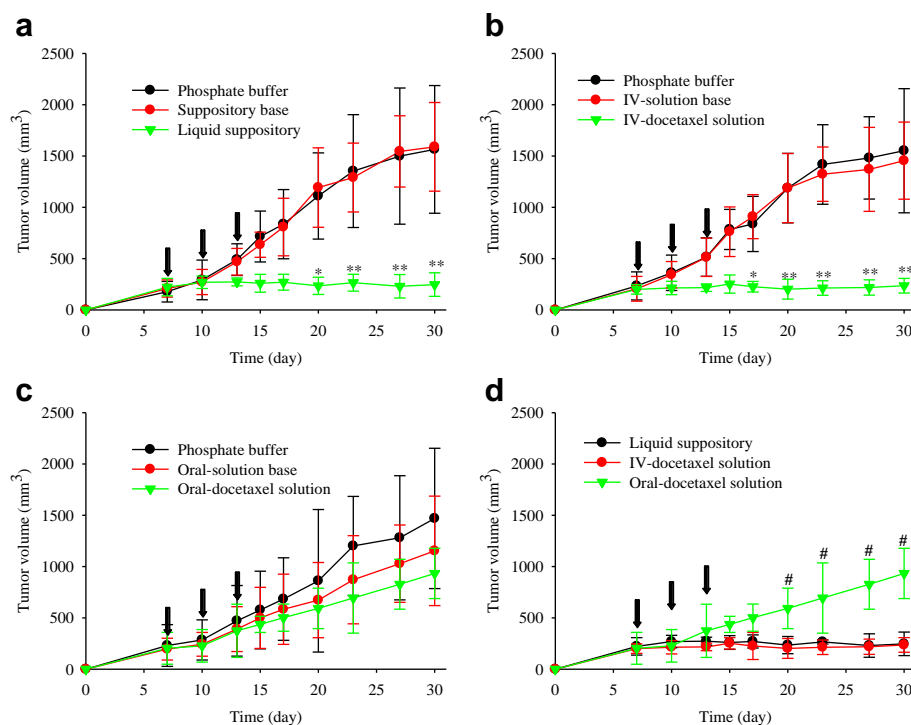 a
2500
2000
1500
1000
500
0
Tumor volume (mm³)
Phosphate buffer
Suppository base
Liquid suppository
* ** ** **
0 5 10 15 20 25 30
Time (day)
b
2500
2000
1500
1000
500
0
Tumor volume (mm³)
Phosphate buffer
IV-solution base
IV-docetaxel solution
* ** ** ** **
0 5 10 15 20 25 30
Time (day)
c
2500
2000
1500
1000
500
0
Tumor volume (mm³)
Phosphate buffer
Oral-solution base
Oral-docetaxel solution
0 5 10 15 20 25 30
Time (day)
d
2500
2000
1500
1000
500
0
Tumor volume (mm³)
Liquid suppository
IV-docetaxel solution
Oral-docetaxel solution
# # # #
0 5 10 15 20 25 30
Time (day)